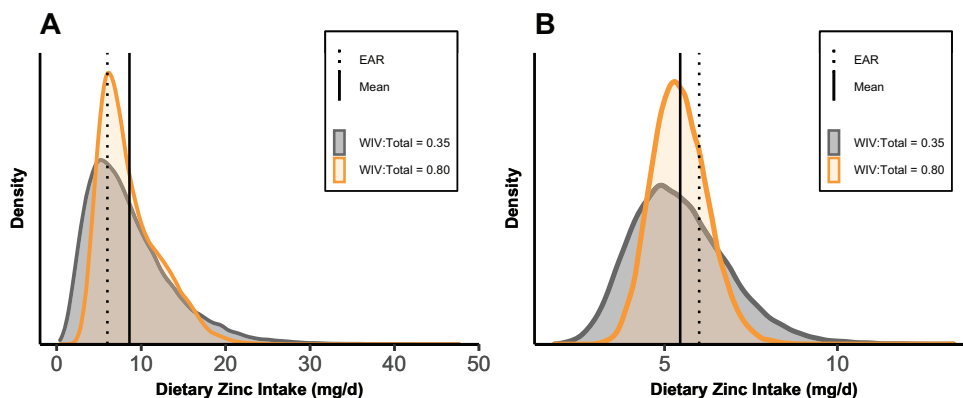 A
Density
EAR
Mean
WIV:Total = 0.35
WIV:Total = 0.80
0 10 20 30 40 50
Dietary Zinc Intake (mg/d)
B
Density
EAR
Mean
WIV:Total = 0.35
WIV:Total = 0.80
5 10
Dietary Zinc Intake (mg/d)